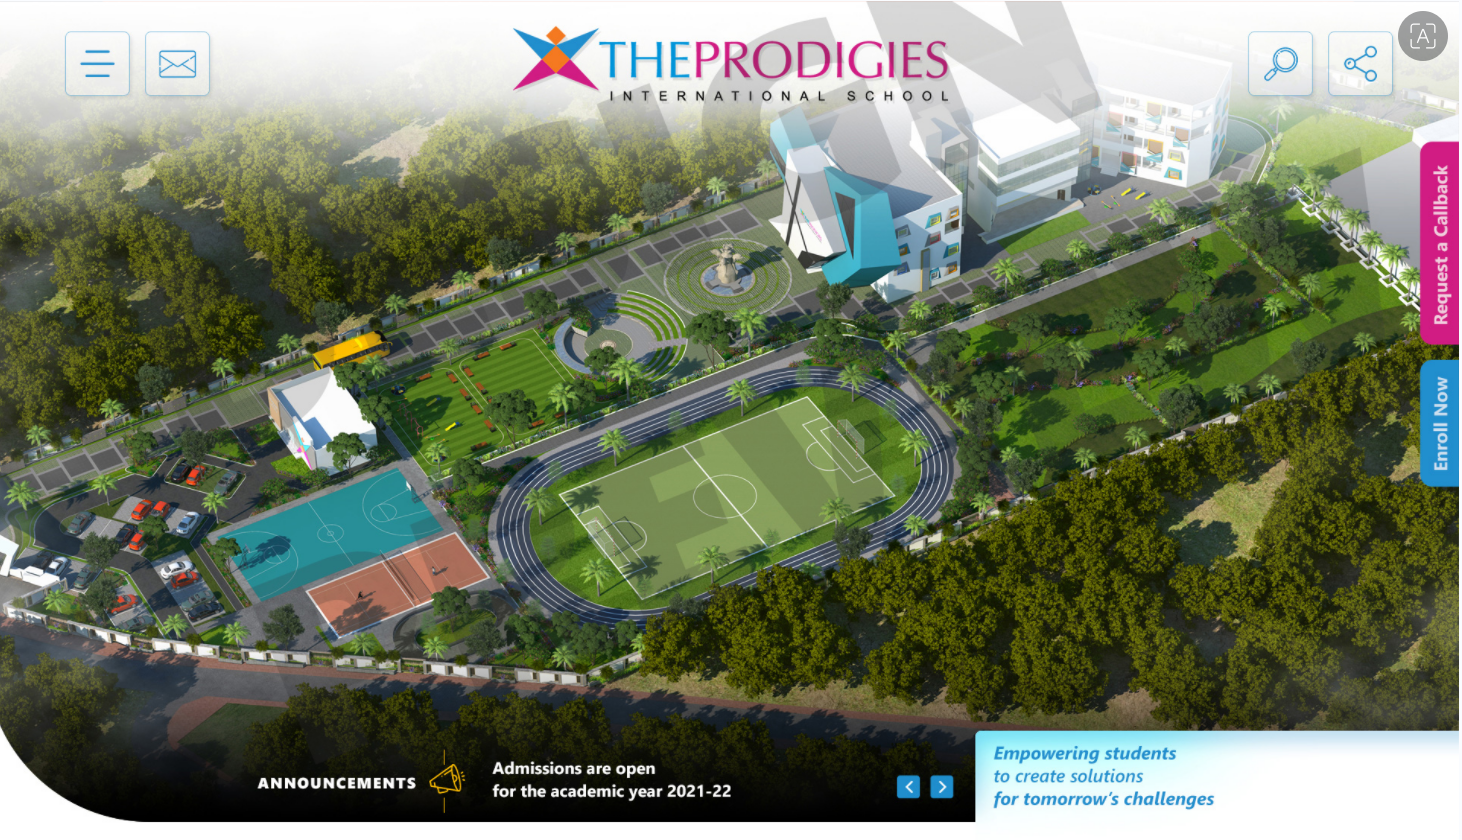 THEPRODIGIES
INTERNATIONAL SCHOOL
Request a Callback
Enroll Now
ANNOUNCEMENTS
Admissions are open
for the academic year 2021-22
Empowering students
to create solutions
for tomorrow's challenges